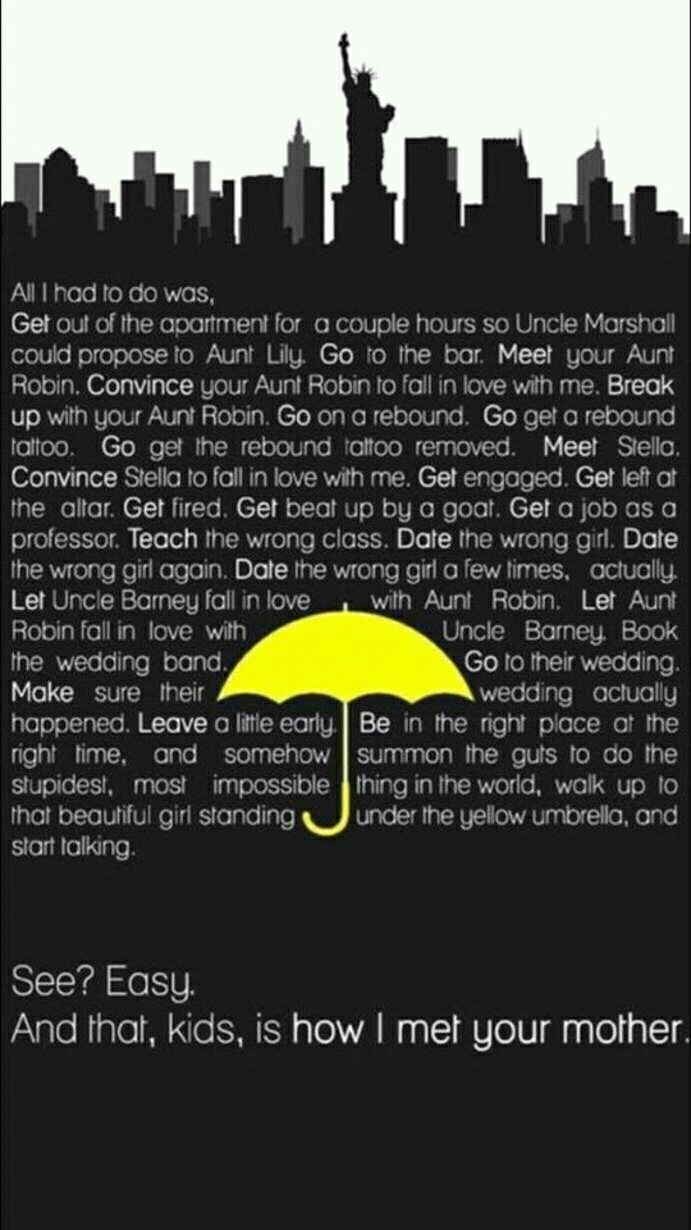 All I had to do was,
Get out of the apartment for a couple hours so Uncle Marshall
could propose to Aunt Lily. Go to the bar. Meet your Aunt
Robin. Convince your Aunt Robin to fall in love with me. Break
up with your Aunt Robin. Go on a rebound. Go get a rebound
tattoo. Go get the rebound tattoo removed. Meet Stella.
Convince Stella to fall in love with me. Get engaged. Get left at
the altar. Get fired. Get beat up by a goat. Get a job as a
professor. Teach the wrong class. Date the wrong girl. Date
the wrong girl again. Date the wrong girl a few times, actually.
Let Uncle Barney fall in love with Aunt Robin. Let Aunt
Robin fall in love with Uncle Barney. Book
the wedding band. Go to their wedding.
Make sure their wedding actually
happened. Leave a little early. Be in the right place at the
right time, and somehow summon the guts to do the
stupidest, most impossible thing in the world, walk up to
that beautiful girl standing under the yellow umbrella, and
start talking.
See? Easy.
And that, kids, is how I met your mother.